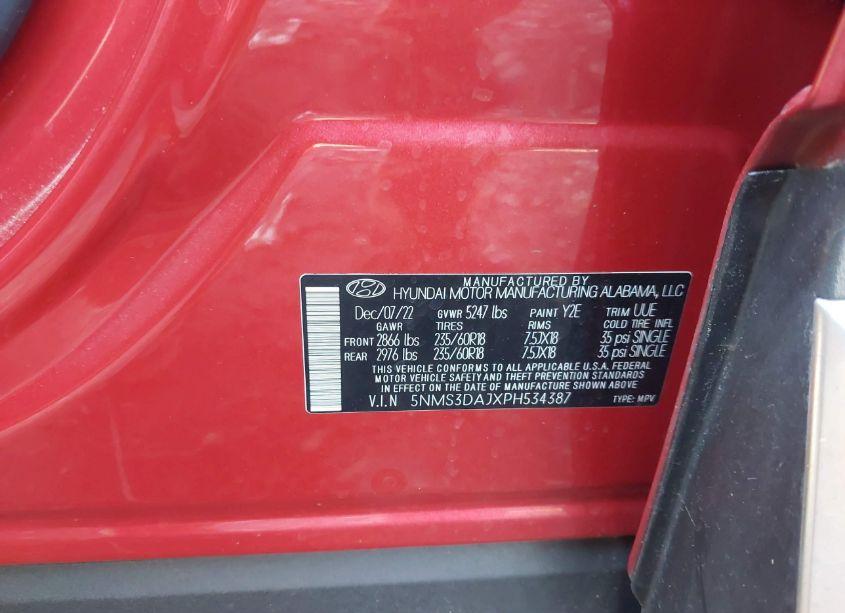 MANUFACTURED BY
HYUNDAI MOTOR MANUFACTURING ALABAMA, LLC
Dec/07/22 GVWR 5247 lbs PAINT Y2E TRIM UUE
GAWR TIRES RIMS COLD TIRE INFL
FRONT 2866 lbs 235/60R18 7.5JX18 35 psi SINGLE
REAR 2976 lbs 235/60R18 7.5JX18 35 psi SINGLE
THIS VEHICLE CONFORMS TO ALL APPLICABLE U.S.A. FEDERAL
MOTOR VEHICLE SAFETY AND THEFT PREVENTION STANDARDS
IN EFFECT ON THE DATE OF MANUFACTURE SHOWN ABOVE
V.I.N 5NMS3DAJXPH534387 TYPE: MPV